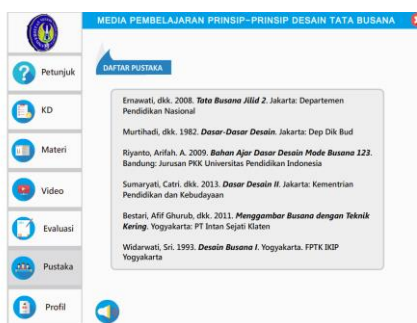 MEDIA PEMBELAJARAN PRINSIP-PRINSIP DESAIN TATA BUSANA
Petunjuk
KD
Materi
Video
Evaluasi
Pustaka
Profil
DAFTAR PUSTAKA
Ernawati, dkk. 2008. Tata Busana Jilid 2. Jakarta: Departemen
Pendidikan Nasional
Murtihadi, dkk. 1982. Dasar-Dasar Desain. Jakarta: Dep Dik Bud
Riyanto, Arifah. A. 2009. Bahan Ajar Dasar Desain Mode Busana 123.
Bandung: Jurusan PKK Universitas Pendidikan Indonesia
Sumaryati, Catri. dkk. 2013. Dasar Desain II. Jakarta: Kementrian
Pendidikan dan Kebudayaan
Bestari, Afif Ghurub, dkk. 2011. Menggambar Busana dengan Teknik
Kering. Yogyakarta: PT Intan Sejati Klaten
Widarwati, Sri. 1993. Desain Busana I. Yogyakarta. FPTK IKIP
Yogyakarta